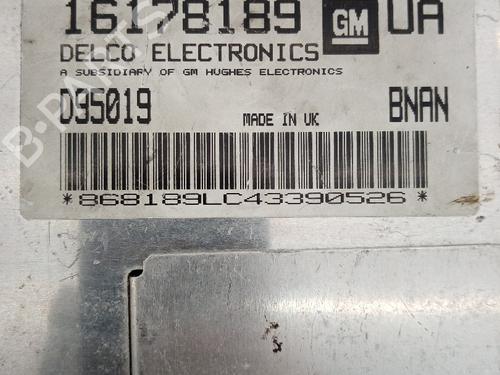 16178189 GM UA
DELCO ELECTRONICS
A SUBSIDIARY OF GM HUGHES ELECTRONICS
D95019 MADE IN UK BNAN
*868189LC43390526*
B-PARTS